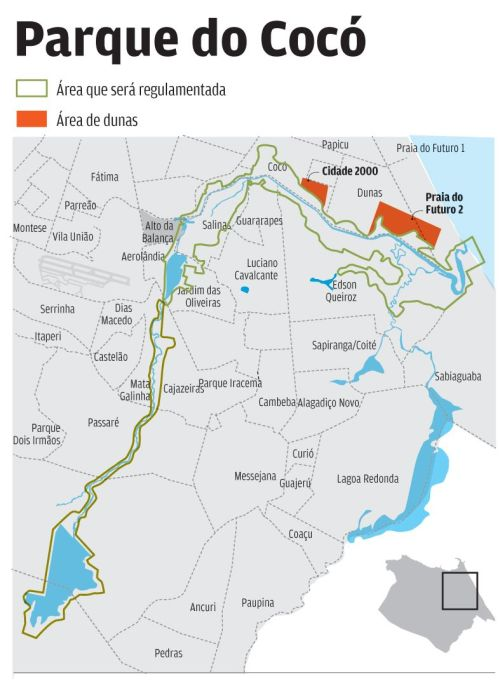 Parque do Cocó
Área que será regulamentada
Área de dunas
Papicu
Praia do Futuro 1
Cocó
Cidade 2000
Fátima
Dunas
Praia do
Futuro 2
Parreão
Montese
Vila União
Alto da
Balança
Salinas
Guararapes
Aerolândia
Luciano
Cavalcante
Edson
Queiroz
Jardim das
Oliveiras
Serrinha
Dias
Macedo
Itaperi
Sapiranga/Coité
Castelão
Sabiaguaba
Mata
Galinha
Cajazeiras
Parque Iracema
Cambeba
Alagadiço Novo
Passaré
Parque
Dois Irmãos
Curió
Messejana
Guajerú
Lagoa Redonda
Coaçu
Ancuri
Paupina
Pedras